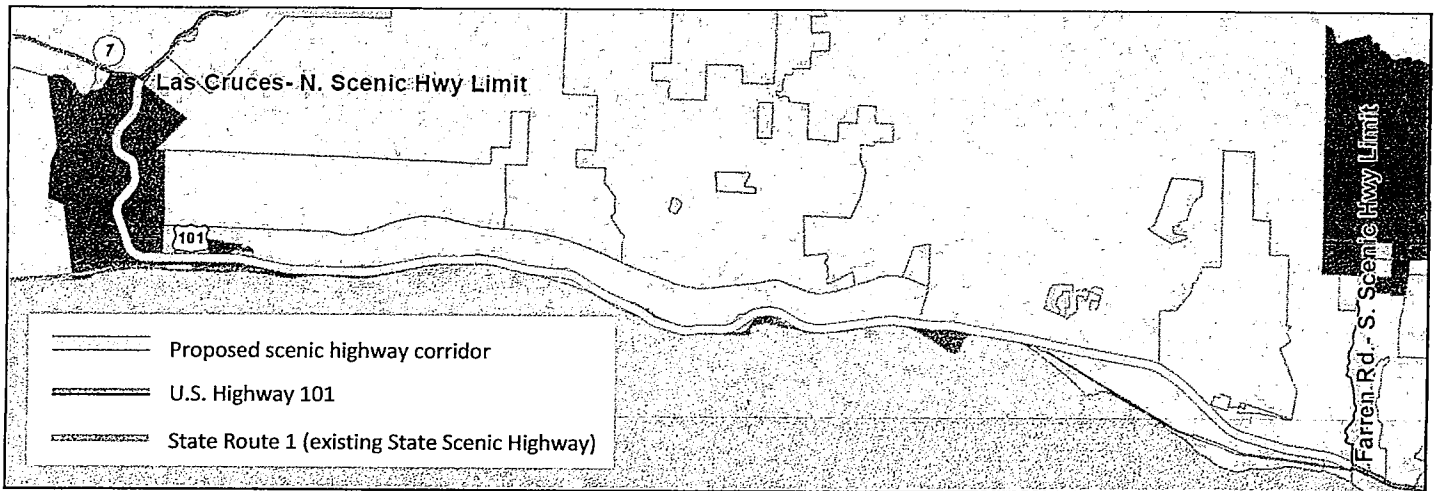 7
Las Cruces- N. Scenic Hwy Limit
101
Farren Rd.- S. Scenic Hwy Limit
Proposed scenic highway corridor
U.S. Highway 101
State Route 1 (existing State Scenic Highway)